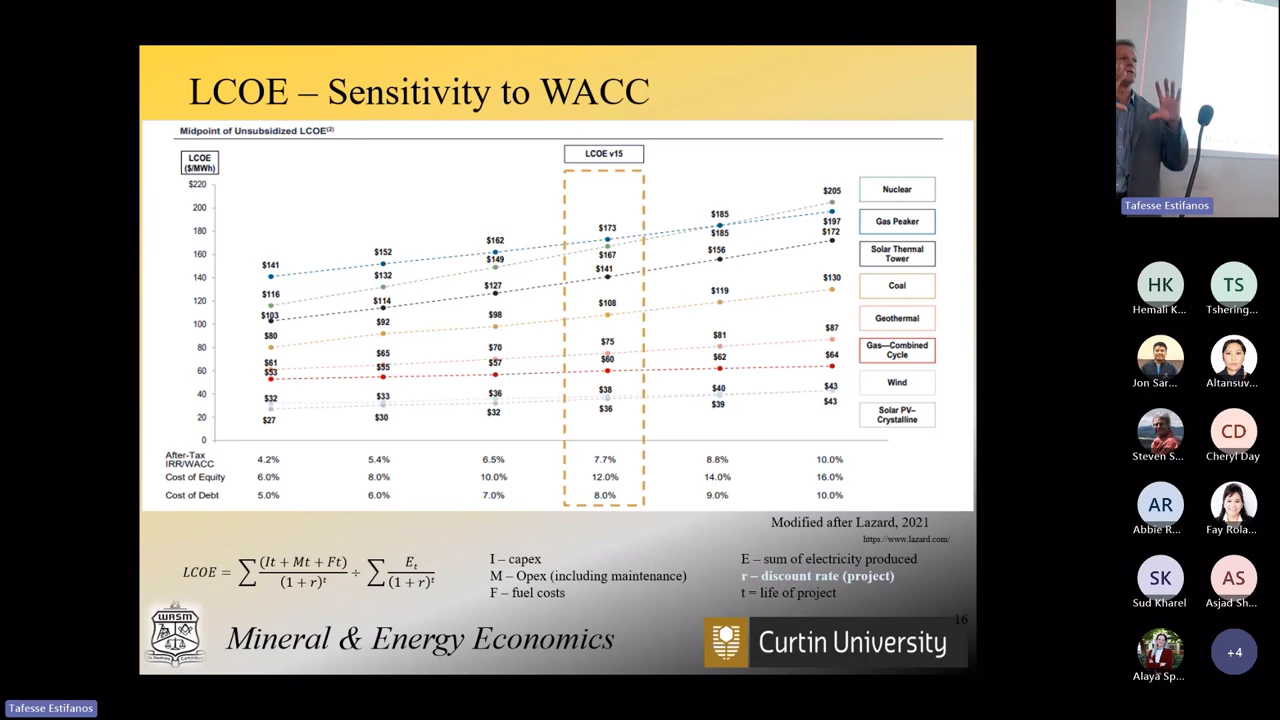 LCOE – Sensitivity to WACC
Midpoint of Unsubsidized LCOE(2)
LCOE
($/MWh)
LCOE v15
$220
200
180
160
140
120
100
80
60
40
20
0
$141
$152
$162
$173
$185
$197
$116
$132
$149
$167
$185
$205
$103
$114
$127
$141
$156
$172
$80
$92
$98
$108
$119
$130
$61
$65
$70
$75
$81
$87
$53
$55
$57
$60
$62
$64
$32
$33
$36
$38
$40
$43
$27
$30
$32
$36
$39
$43
Nuclear
Gas Peaker
Solar Thermal
Tower
Coal
Geothermal
Gas—Combined
Cycle
Wind
Solar PV–
Crystalline
After-Tax
IRR/WACC
4.2% 5.4% 6.5% 7.7% 8.8% 10.0%
Cost of Equity 6.0% 8.0% 10.0% 12.0% 14.0% 16.0%
Cost of Debt 5.0% 6.0% 7.0% 8.0% 9.0% 10.0%
Modified after Lazard, 2021
https://www.lazard.com/
LCOE = ∑ (It + Mt + Ft) / (1 + r)^t ÷ ∑ E_t / (1 + r)^t
I – capex
M – Opex (including maintenance)
F – fuel costs
E – sum of electricity produced
r – discount rate (project)
t = life of project
16
WASM
Mineral & Energy Economics
Curtin University
Tafesse Estifanos
Tafesse Estifanos
HK
Hemali K...
TS
Tshering...
Jon Sar...
Altansuv...
Steven S...
CD
Cheryl Day
AR
Abbie R...
Fay Rola...
SK
Sud Kharel
AS
Asjad Sh...
Alaya Sp...
+4